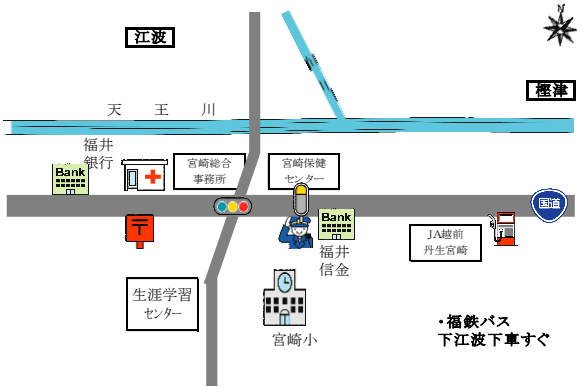 N
江波
樫津
天王川
福井
銀行
Bank
宮崎総合
事務所
宮崎保健
センター
国道
〒
Bank
福井
信金
JA越前
丹生宮崎
生涯学習
センター
宮崎小
・福鉄バス
下江波下車すぐ